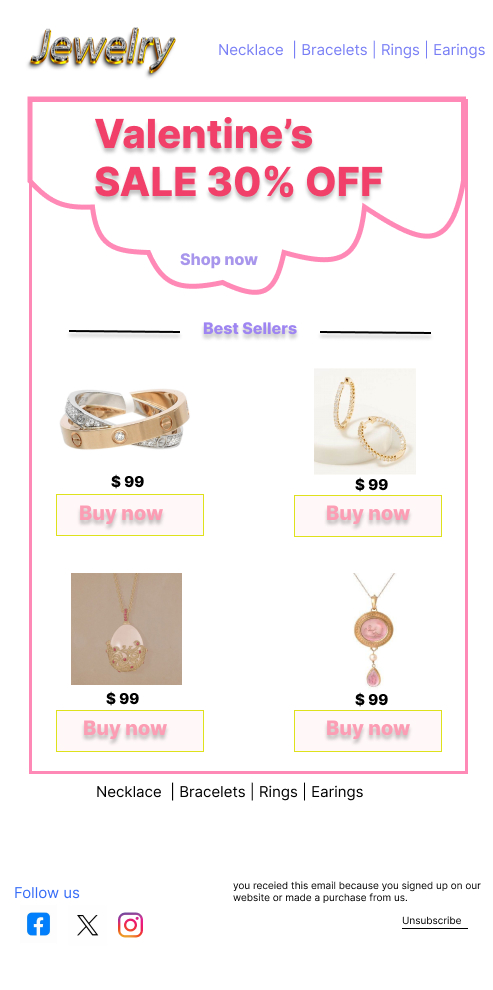 Jewelry
Necklace | Bracelets | Rings | Earings
Valentine’s
SALE 30% OFF
Shop now
Best Sellers
$ 99
$ 99
Buy now
Buy now
$ 99
$ 99
Buy now
Buy now
Necklace | Bracelets | Rings | Earings
Follow us
you receied this email because you signed up on our
website or made a purchase from us.
Unsubscribe